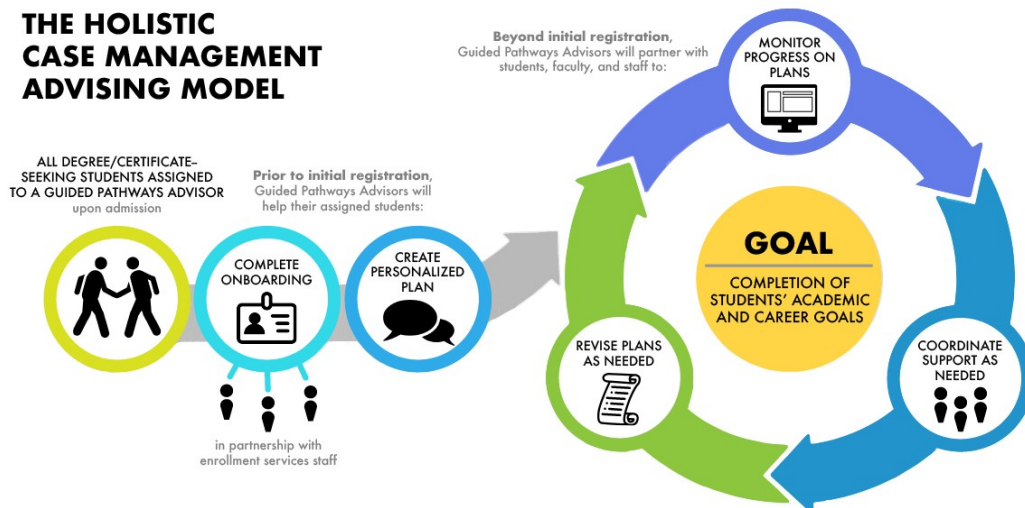 THE HOLISTIC
CASE MANAGEMENT
ADVISING MODEL
ALL DEGREE/CERTIFICATE–
SEEKING STUDENTS ASSIGNED
TO A GUIDED PATHWAYS ADVISOR
upon admission
Prior to initial registration,
Guided Pathways Advisors will
help their assigned students:
COMPLETE
ONBOARDING
in partnership with
enrollment services staff
CREATE
PERSONALIZED
PLAN
Beyond initial registration,
Guided Pathways Advisors will partner with
students, faculty, and staff to:
MONITOR
PROGRESS ON
PLANS
COORDINATE
SUPPORT AS
NEEDED
REVISE PLANS
AS NEEDED
GOAL
COMPLETION OF
STUDENTS’ ACADEMIC
AND CAREER GOALS